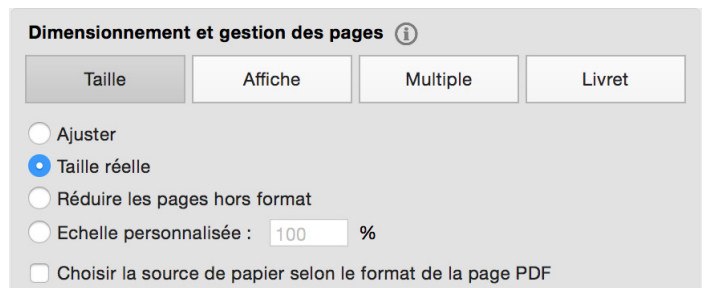 Dimensionnement et gestion des pages i
Taille Affiche Multiple Livret
Ajuster
Taille réelle
Réduire les pages hors format
Echelle personnalisée : 100 %
Choisir la source de papier selon le format de la page PDF